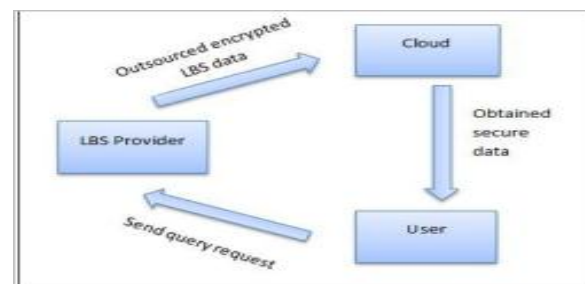 Outsourced encrypted
LBS data
Cloud
LBS Provider
Obtained
secure
data
Send query request
User